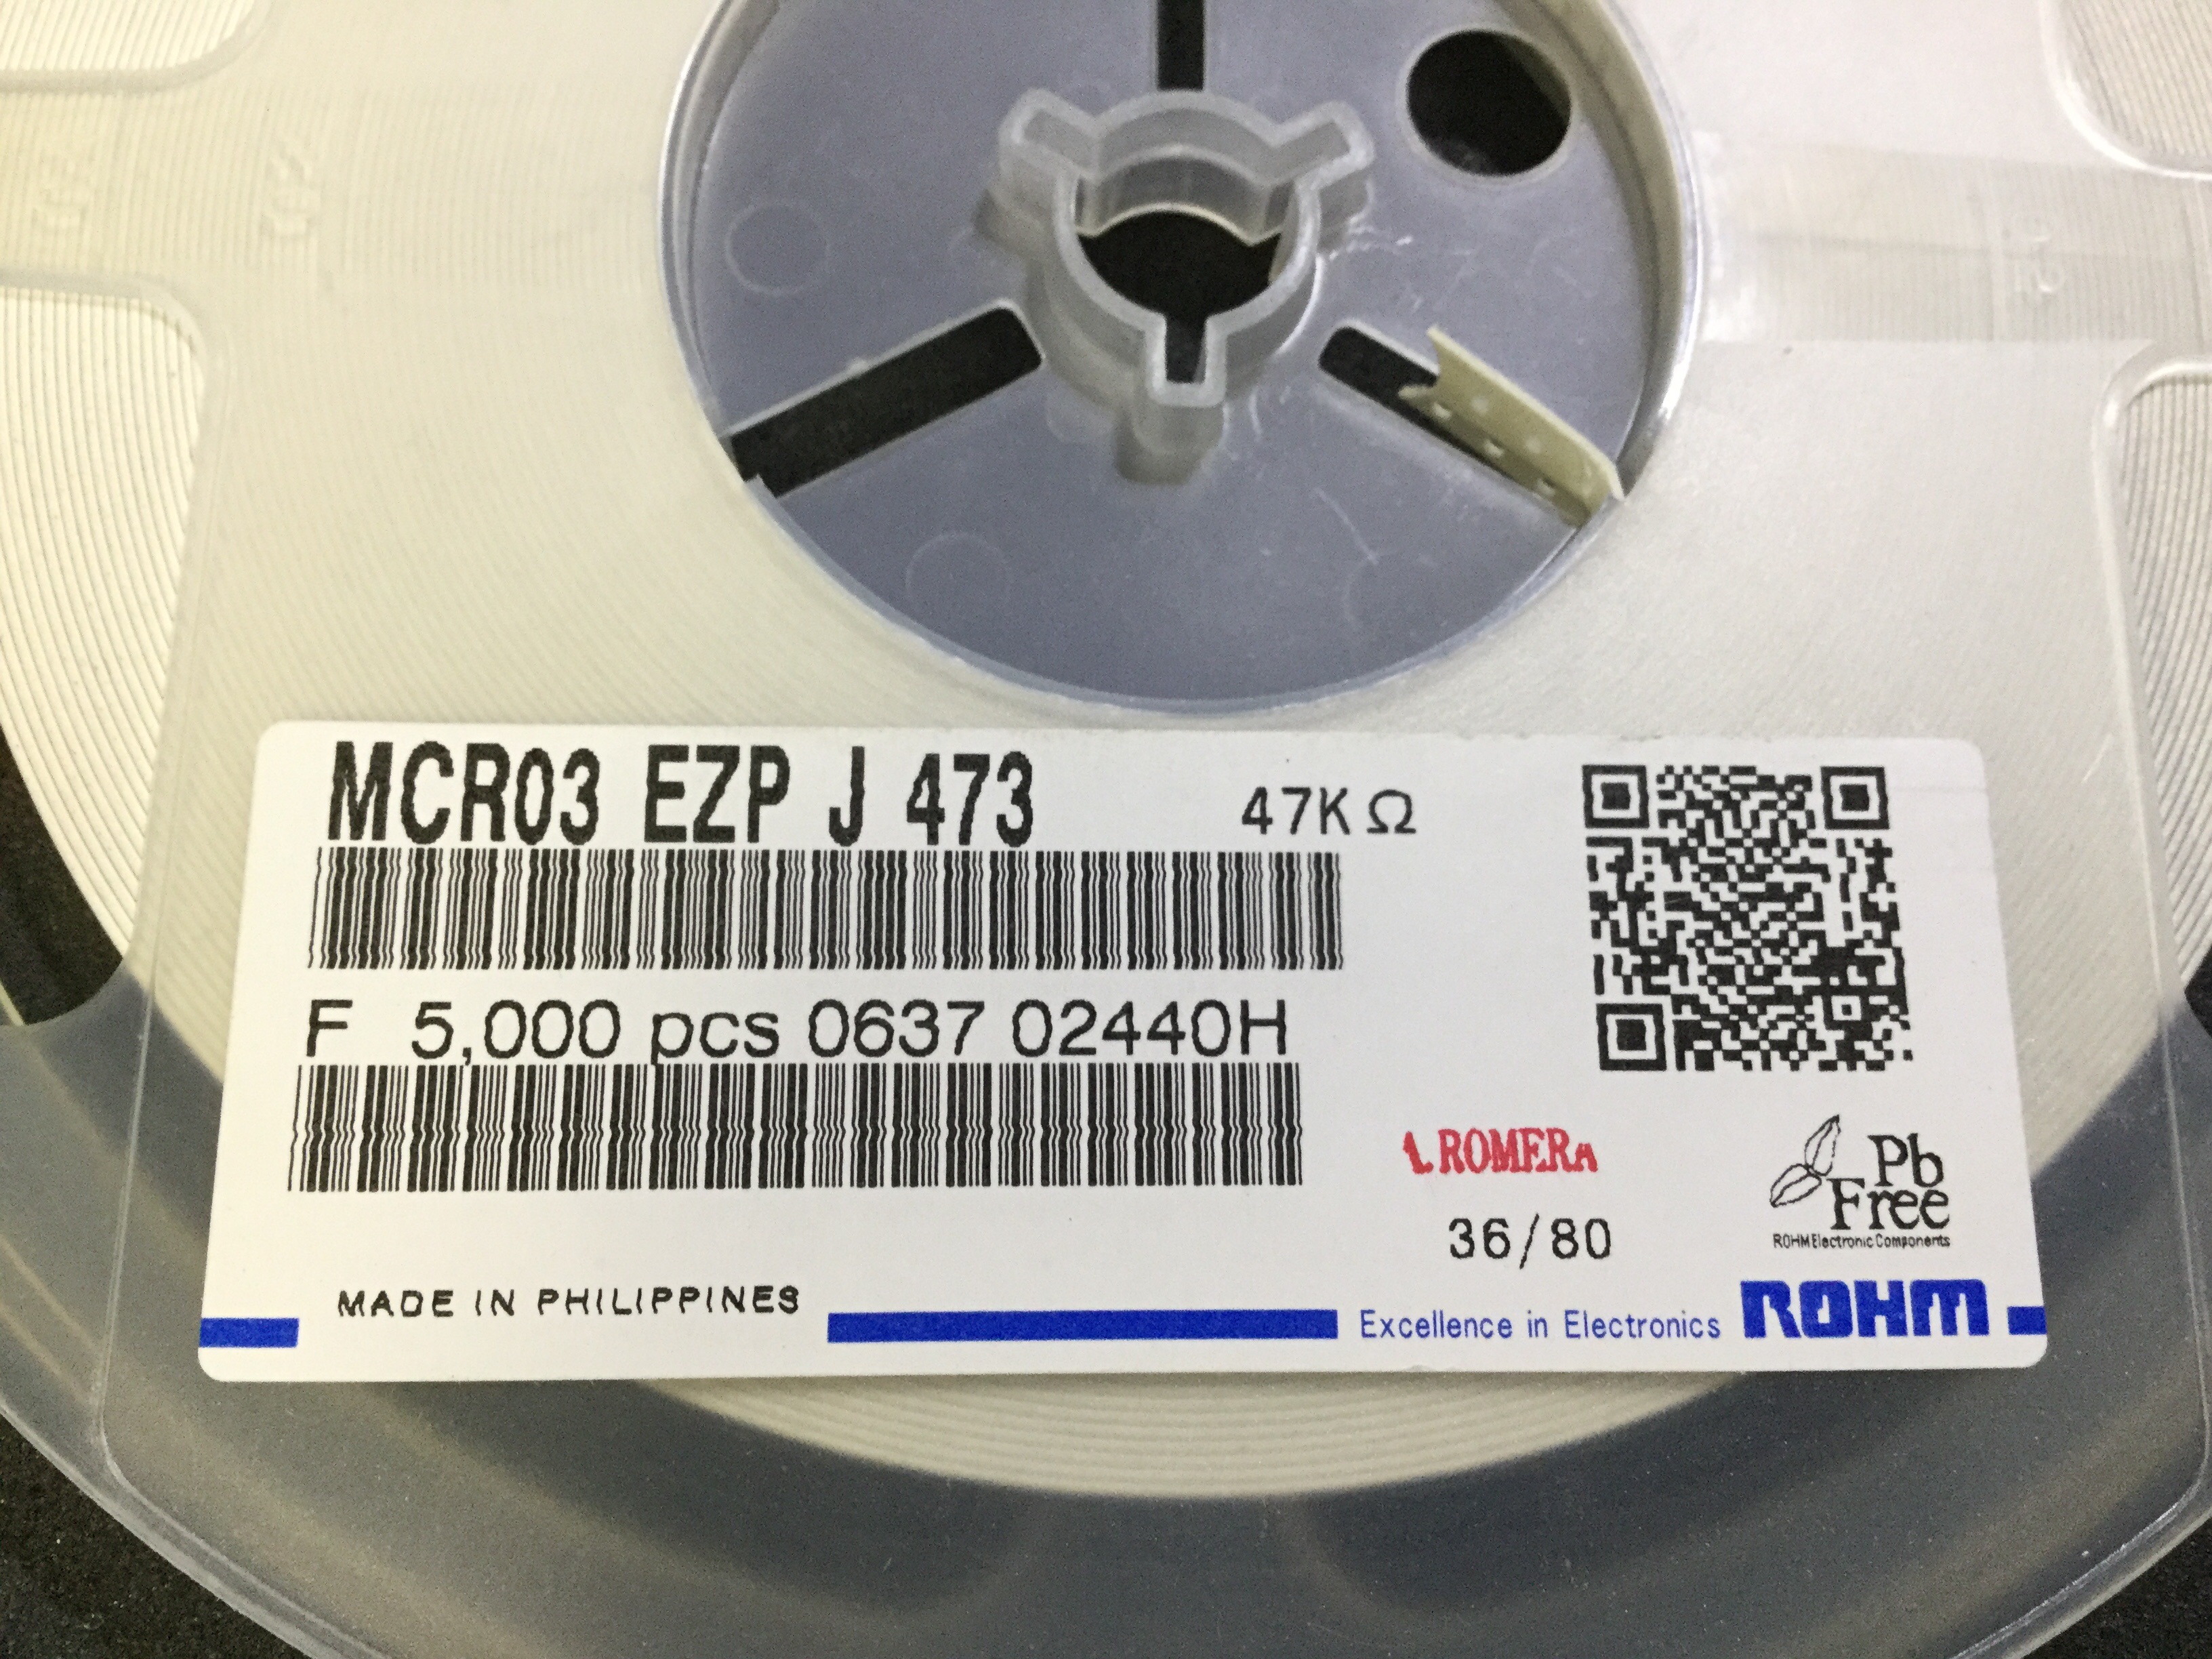 MCR03 EZP J 473
47KΩ
F 5,000 pcs 0637 02440H
ROMERA
36/80
Pb
Free
ROHM Electronic Components
MADE IN PHILIPPINES
Excellence in Electronics ROHM